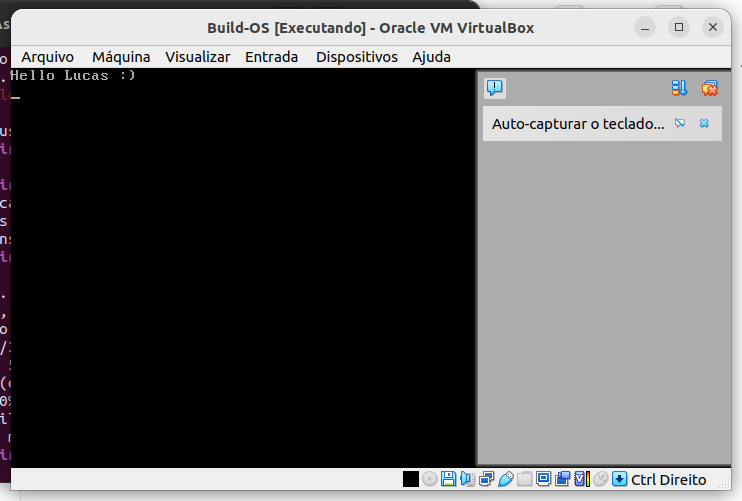 Build-OS [Executando] - Oracle VM VirtualBox
Arquivo Máquina Visualizar Entrada Dispositivos Ajuda
Hello Lucas :)
_
Auto-capturar o teclado...
Ctrl Direito